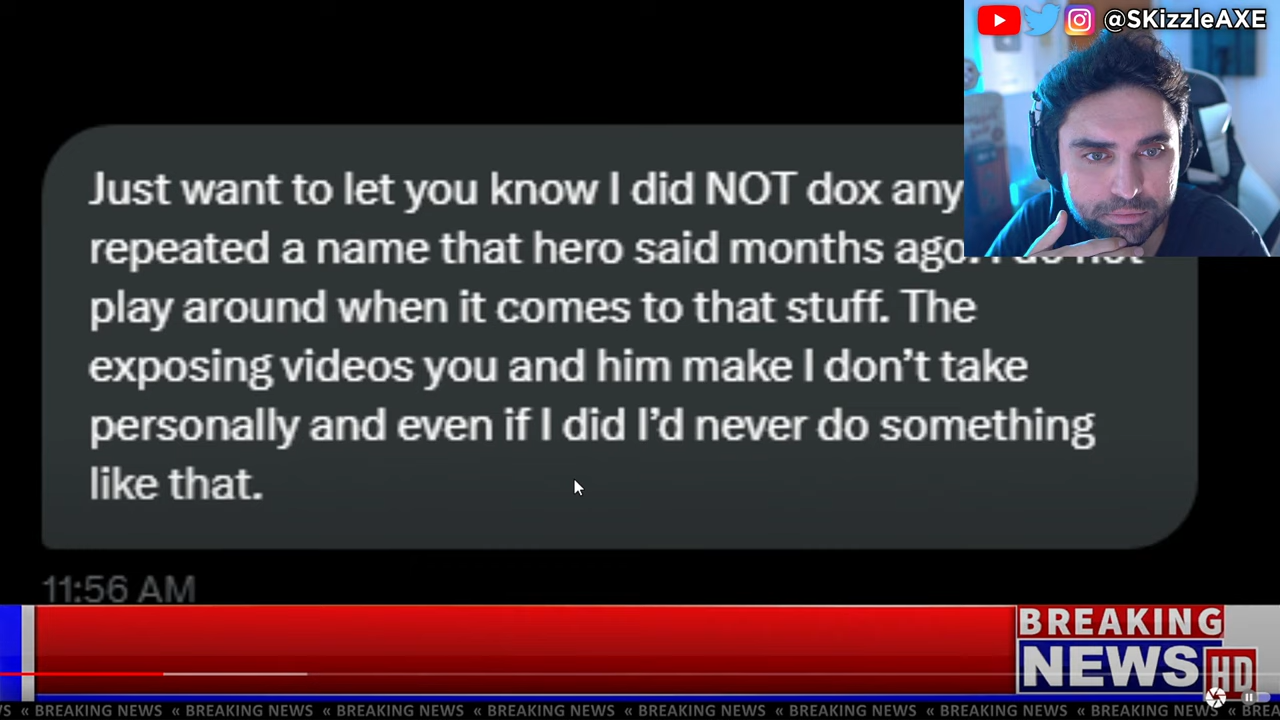 @SKizzleAXE
Just want to let you know I did NOT dox any
repeated a name that hero said months ago. I do not
play around when it comes to that stuff. The
exposing videos you and him make I don’t take
personally and even if I did I’d never do something
like that.
11:56 AM
BREAKING
NEWS HD
« BREAKING NEWS « BREAKING NEWS « BREAKING NEWS « BREAKING NEWS « BREAKING NEWS « BREAKING NEWS « BREAKING NEWS « BREAKING NEWS